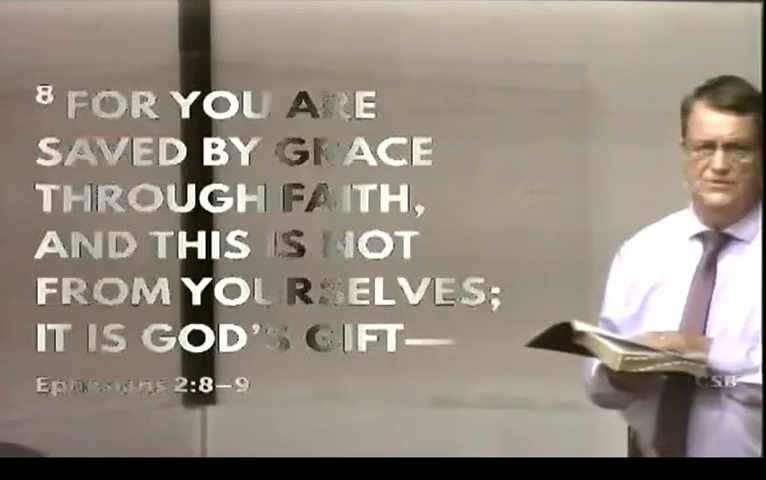 8 FOR YOU ARE
SAVED BY GRACE
THROUGH FAITH,
AND THIS IS NOT
FROM YOURSELVES;
IT IS GOD'S GIFT—
Ephesians 2:8–9
CSB